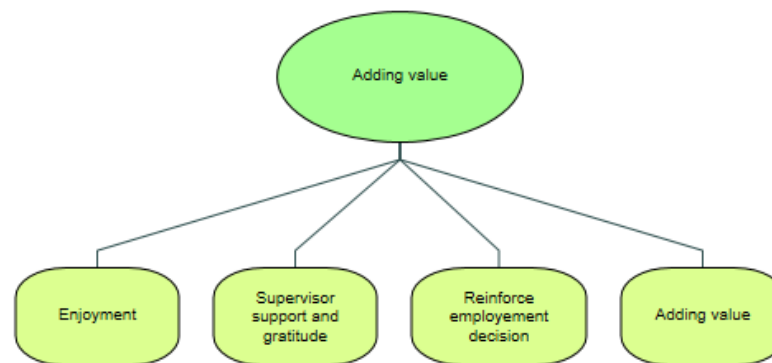 Adding value
Enjoyment
Supervisor
support and
gratitude
Reinforce
employement
decision
Adding value